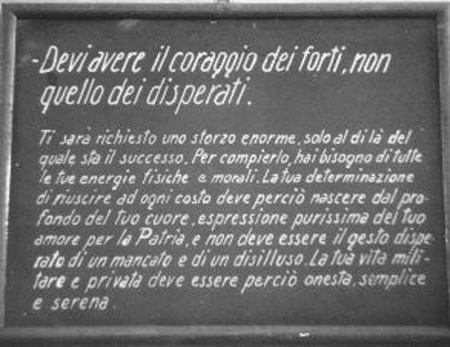 -Devi avere il coraggio dei forti, non
quello dei disperati.
Ti sarà richiesto uno sforzo enorme, solo al di là del
quale sta il successo. Per compierlo, hai bisogno di tutte
le tue energie fisiche e morali. La tua determinazione
di riuscire ad ogni costo deve perciò nascere dal pro-
fondo del tuo cuore, espressione purissima del tuo
amore per la Patria, e non deve essere il gesto dispe-
rato di un mancato e di un disilluso. La tua vita mili-
tare e privata deve essere perciò onesta, semplice
e serena.